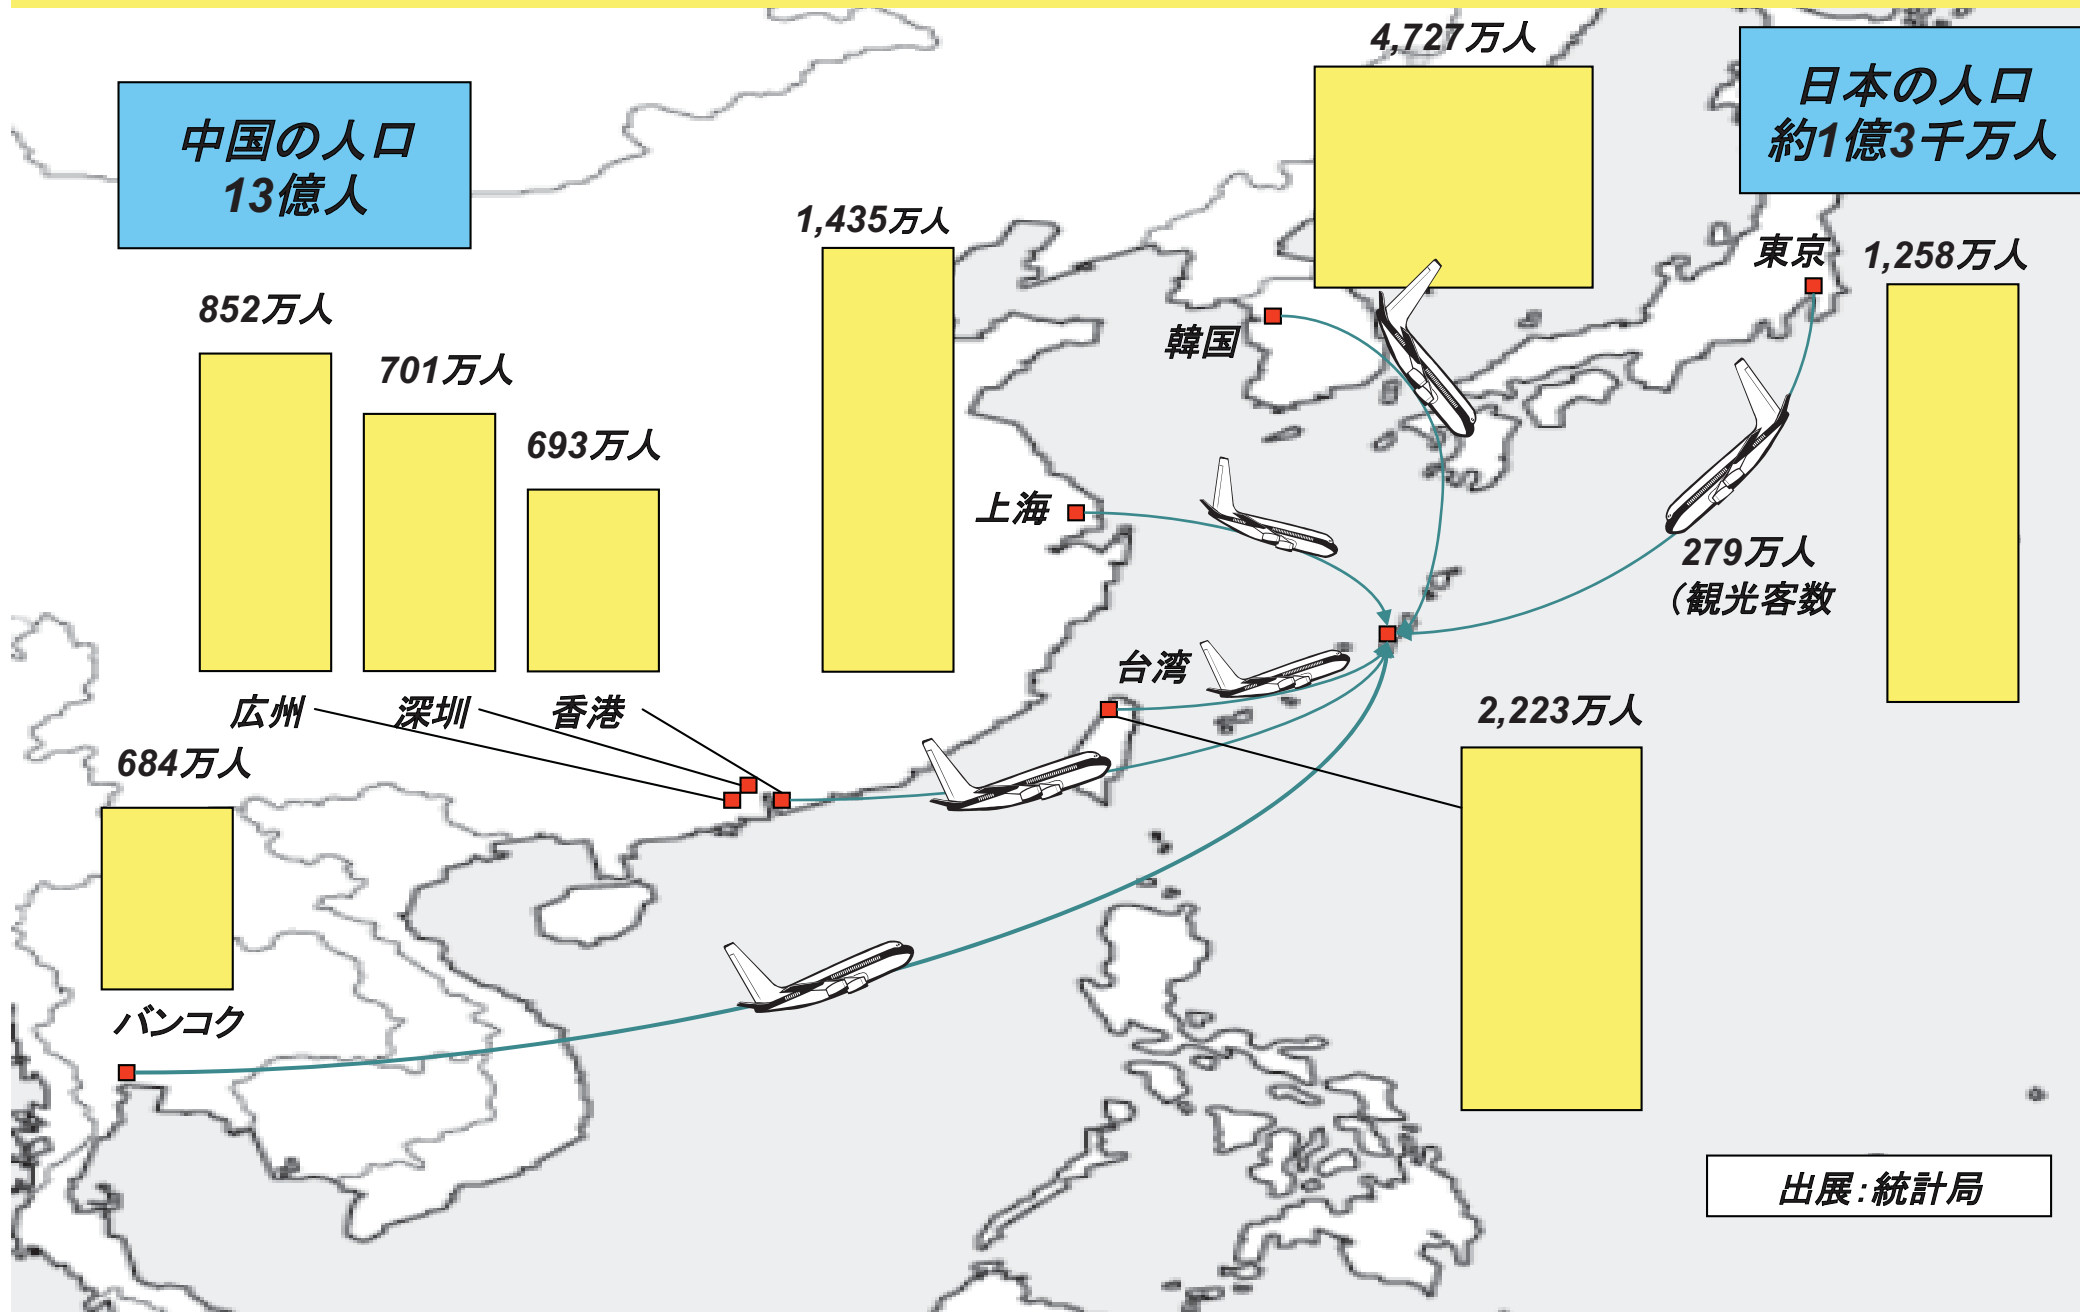 4,727万人
日本の人口
約1億3千万人
中国の人口
13億人
1,435万人
東京
1,258万人
852万人
韓国
701万人
693万人
上海
279万人
（観光客数
台湾
広州
深圳
香港
2,223万人
684万人
バンコク
出展：統計局